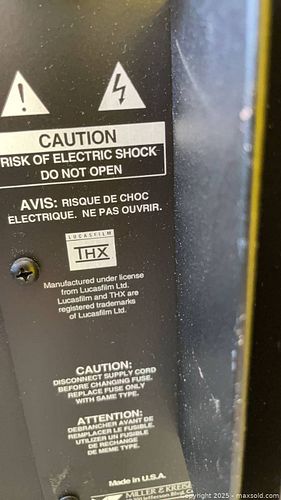 CAUTION
RISK OF ELECTRIC SHOCK
DO NOT OPEN
AVIS: RISQUE DE CHOC
ELECTRIQUE. NE PAS OUVRIR.
LUCASFILM
THX
Manufactured under license
from Lucasfilm Ltd.
Lucasfilm and THX are
registered trademarks
of Lucasfilm Ltd.
CAUTION:
DISCONNECT SUPPLY CORD
BEFORE CHANGING FUSE.
REPLACE FUSE ONLY
WITH SAME TYPE.
ATTENTION:
DEBRANCHER AVANT DE
REMPLACER LE FUSIBLE.
UTILIZER UN FUSIBLE
DE RECHANGE
DE MEME TYPE.
Made in U.S.A.
MILLER & KREISEL
Jefferson
Copyright 2025 - maxsold.com